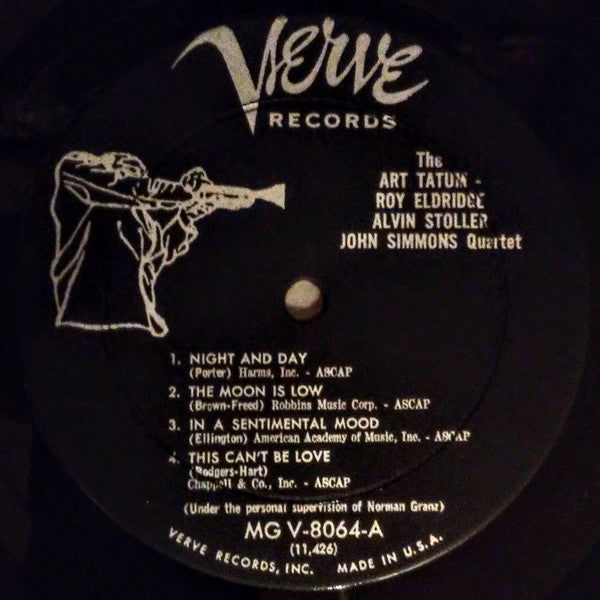 Verve
RECORDS
The
ART TATUM -
ROY ELDRIDGE
ALVIN STOLLER
JOHN SIMMONS Quartet
1. NIGHT AND DAY
(Porter) Harms, Inc. - ASCAP
2. THE MOON IS LOW
(Brown-Freed) Robbins Music Corp. - ASCAP
3. IN A SENTIMENTAL MOOD
(Ellington) American Academy of Music, Inc. - ASCAP
4. THIS CAN'T BE LOVE
(Rodgers-Hart)
Chappell & Co., Inc. - ASCAP
(Under the personal supervision of Norman Granz)
MG V-8064-A
(11,426)
VERVE RECORDS, INC. MADE IN U.S.A.